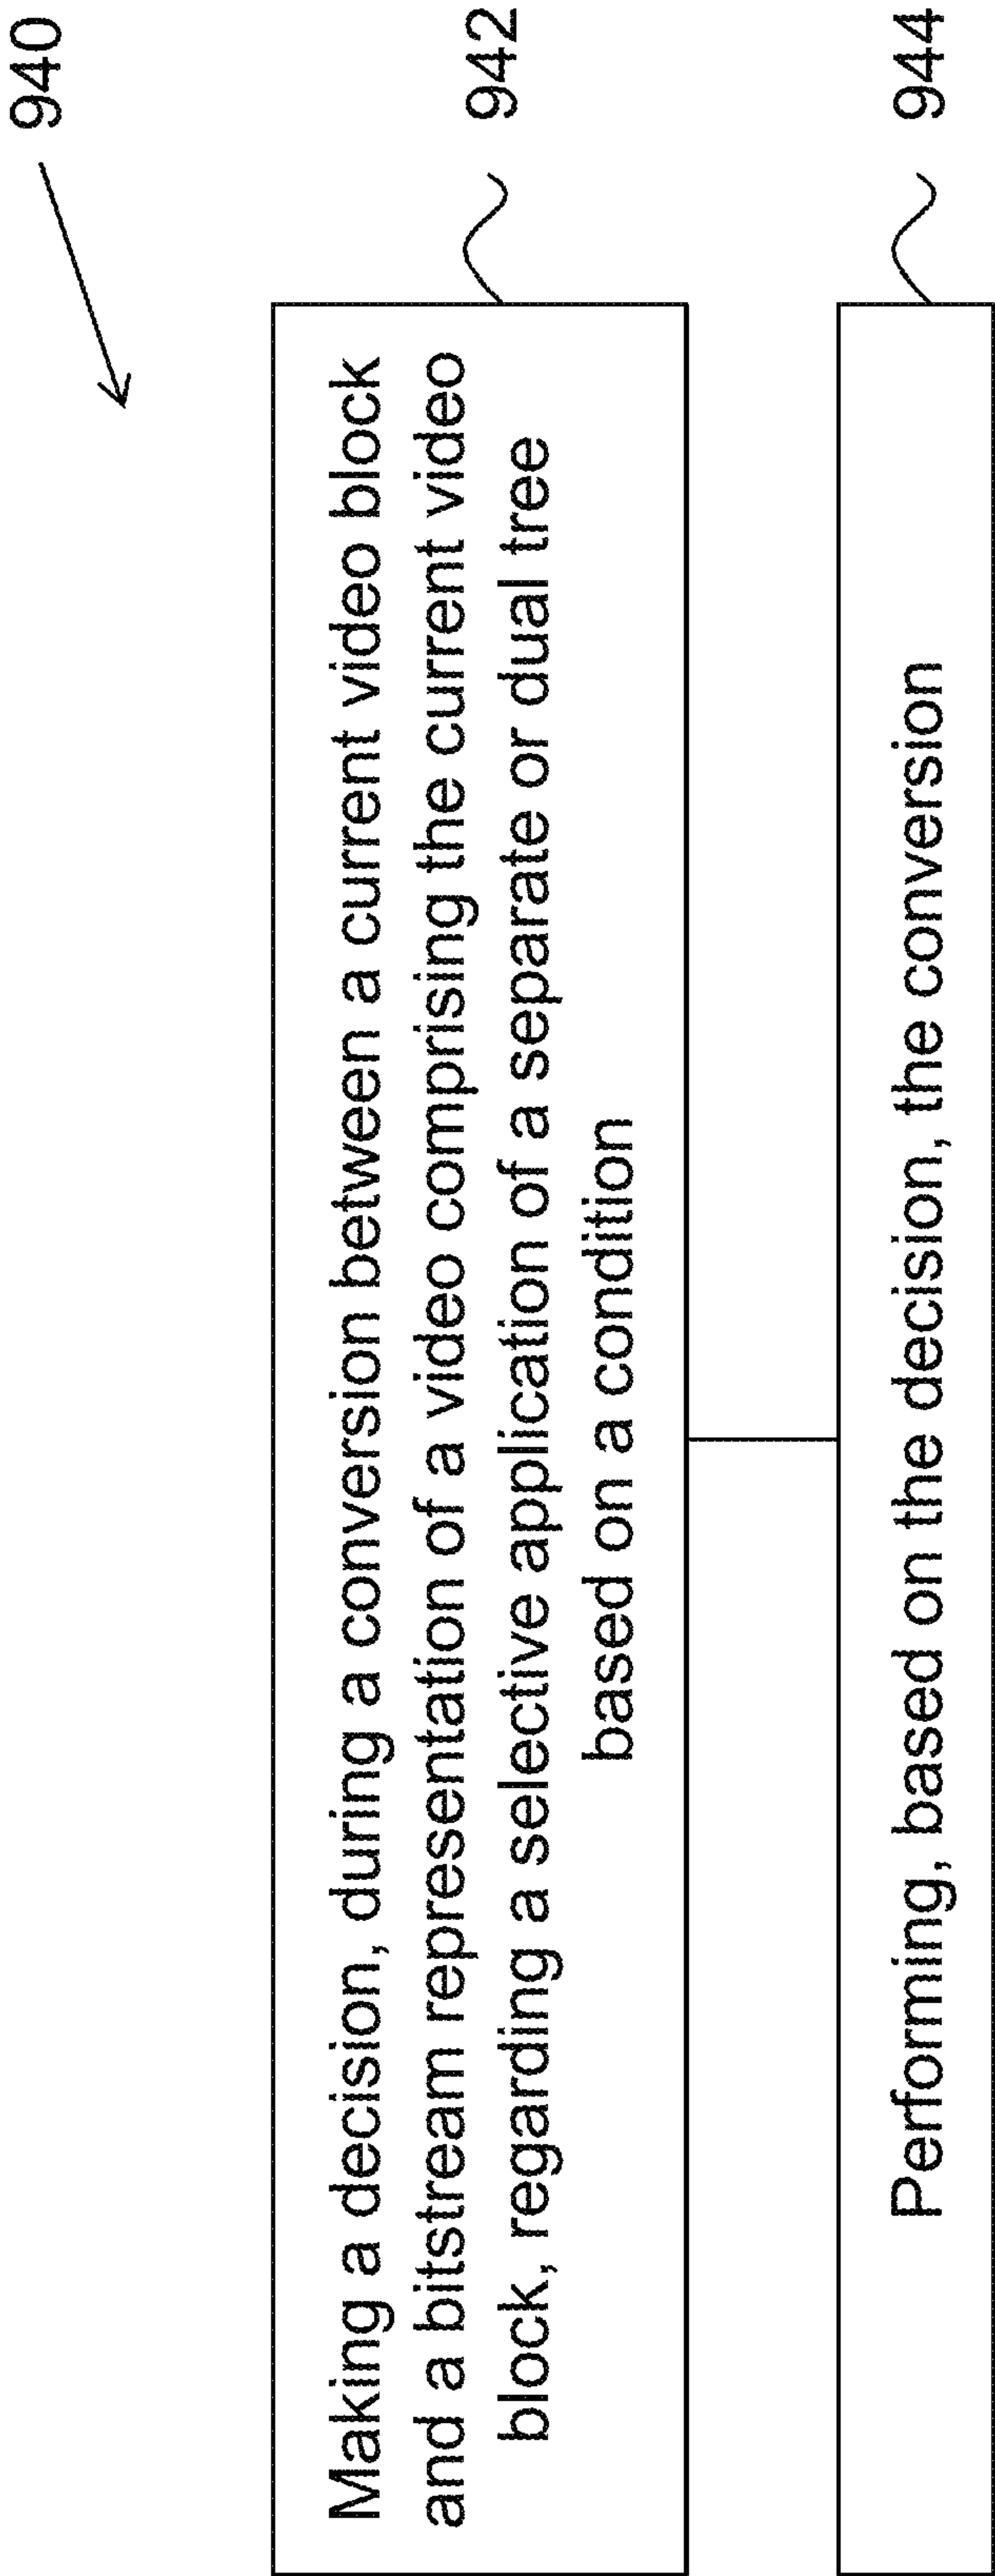 940
Making a decision, during a conversion between a current video block
and a bitstream representation of a video comprising the current video
block, regarding a selective application of a separate or dual tree
based on a condition
942
Performing, based on the decision, the conversion
944